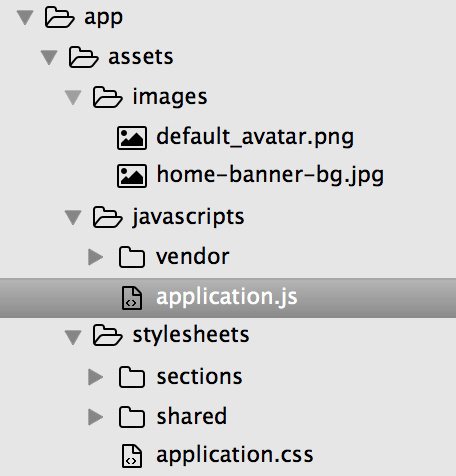 app
assets
images
default_avatar.png
home-banner-bg.jpg
javascripts
vendor
application.js
stylesheets
sections
shared
application.css